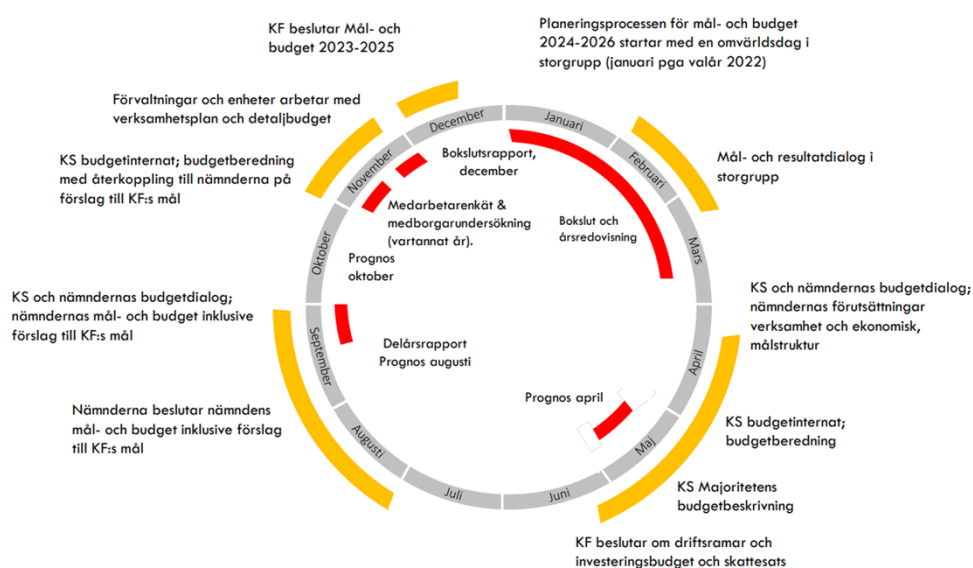 KF beslutar Mål- och
budget 2023-2025
Planeringsprocessen för mål- och budget
2024-2026 startar med en omvärldsdag i
storgrupp (januari pga valår 2022)
Förvaltningar och enheter arbetar med
verksamhetsplan och detaljbudget
KS budgetinternat; budgetberedning
med återkoppling till nämnderna på
förslag till KF:s mål
Mål- och resultatdialog i
storgrupp
KS och nämndernas budgetdialog;
nämndernas mål- och budget inklusive
förslag till KF:s mål
KS och nämndernas budgetdialog;
nämndernas förutsättningar
verksamhet och ekonomisk,
målstruktur
Nämnderna beslutar nämndens
mål- och budget inklusive förslag
till KF:s mål
KS budgetinternat;
budgetberedning
KS Majoritetens
budgetbeskrivning
KF beslutar om driftsramar och
investeringsbudget och skattesats
Januari
Februari
Mars
April
Maj
Juni
Juli
Augusti
September
Oktober
November
December
Bokslutsrapport,
december
Medarbetarenkät &
medborgarundersökning
(vartannat år).
Bokslut och
årsredovisning
Prognos
oktober
Delårsrapport
Prognos augusti
Prognos april